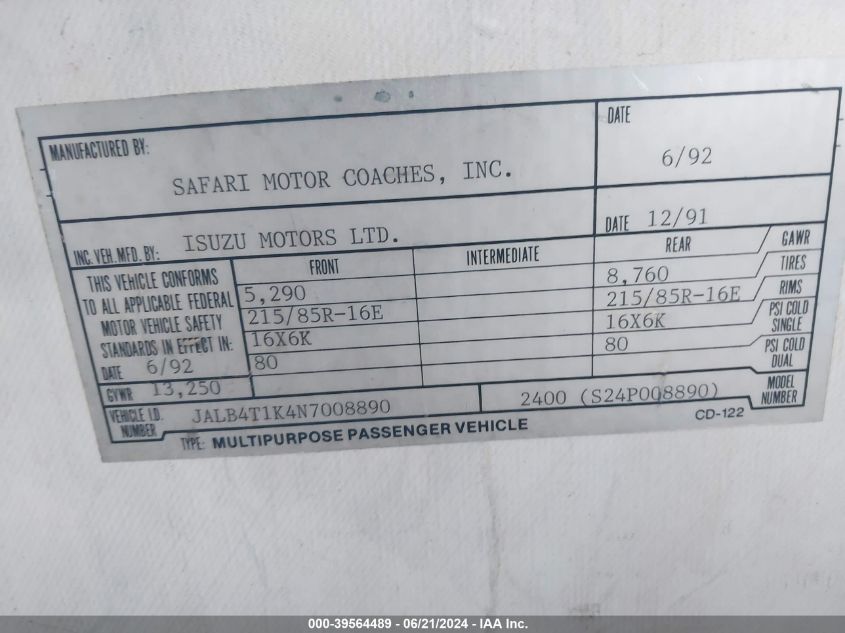 MANUFACTURED BY:
SAFARI MOTOR COACHES, INC.
DATE
6/92
INC. VEH. MFD. BY: ISUZU MOTORS LTD.
DATE 12/91
THIS VEHICLE CONFORMS
TO ALL APPLICABLE FEDERAL
MOTOR VEHICLE SAFETY
STANDARDS IN EFFECT IN:
DATE 6/92
GVWR 13,250
FRONT INTERMEDIATE REAR GAWR
5,290 8,760 TIRES
215/85R-16E 215/85R-16E RIMS
16X6K 16X6K PSI COLD SINGLE
80 80 PSI COLD DUAL
VEHICLE I.D. NUMBER JALB4T1K4N7008890 2400 (S24P008890) MODEL NUMBER
TYPE: MULTIPURPOSE PASSENGER VEHICLE CD-122
000-39564489 - 06/21/2024 - IAA Inc.